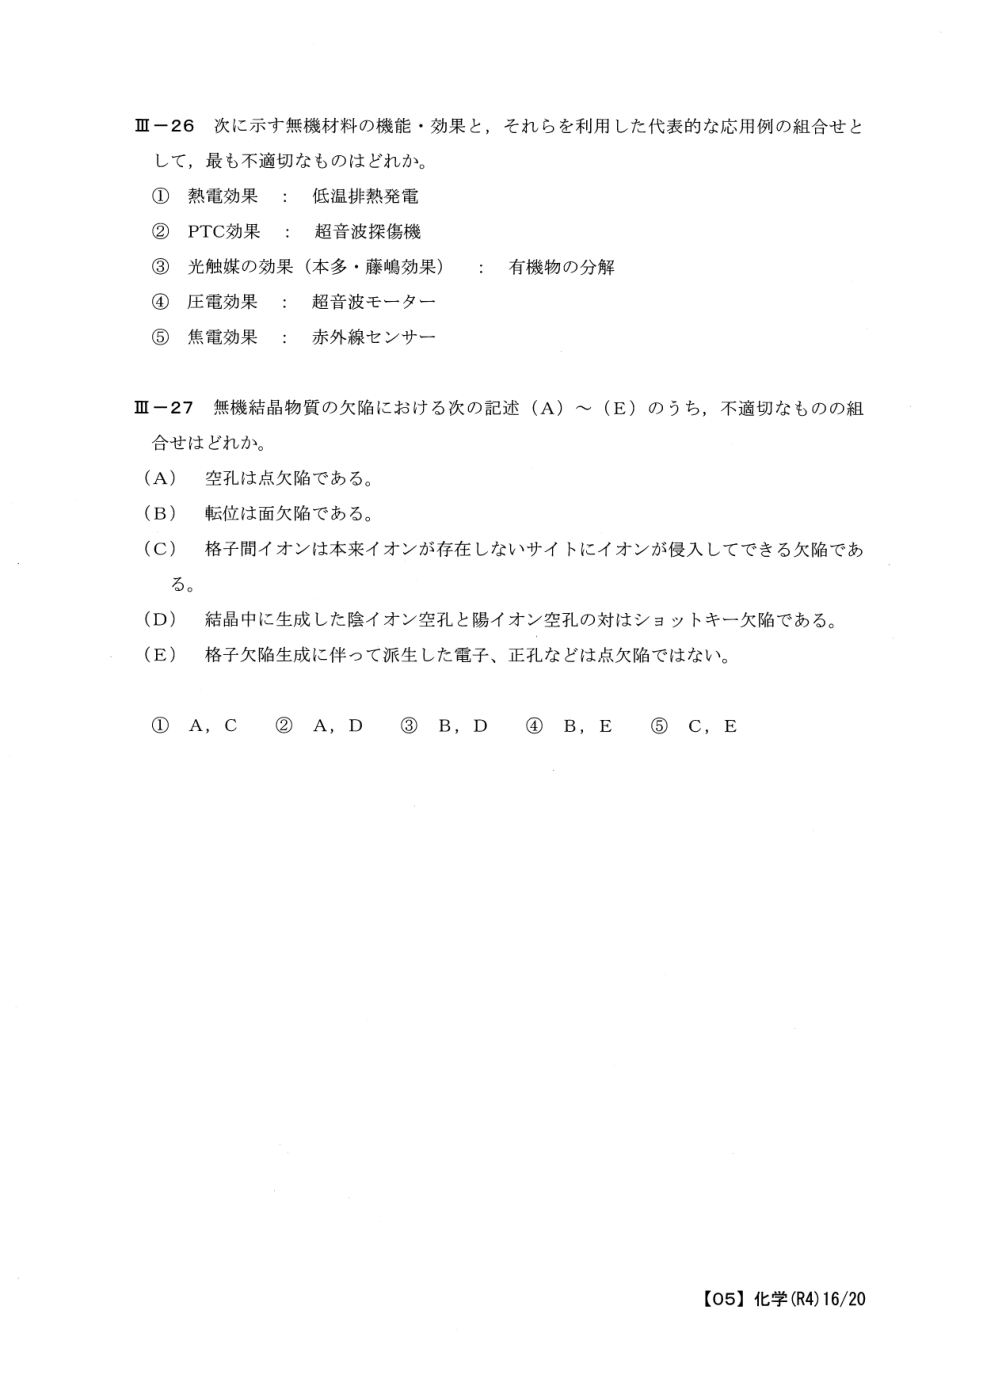 Ⅲ－26　次に示す無機材料の機能・効果と，それらを利用した代表的な応用例の組合せと
して，最も不適切なものはどれか。
①　熱電効果　：　低温排熱発電
②　PTC効果　：　超音波探傷機
③　光触媒の効果（本多・藤嶋効果）　：　有機物の分解
④　圧電効果　：　超音波モーター
⑤　焦電効果　：　赤外線センサー
Ⅲ－27　無機結晶物質の欠陥における次の記述（A）～（E）のうち，不適切なものの組
合せはどれか。
（A）　空孔は点欠陥である。
（B）　転位は面欠陥である。
（C）　格子間イオンは本来イオンが存在しないサイトにイオンが侵入してできる欠陥であ
る。
（D）　結晶中に生成した陰イオン空孔と陽イオン空孔の対はショットキー欠陥である。
（E）　格子欠陥生成に伴って派生した電子、正孔などは点欠陥ではない。
①　A，C　　②　A，D　　③　B，D　　④　B，E　　⑤　C，E
【05】化学(R4)16/20